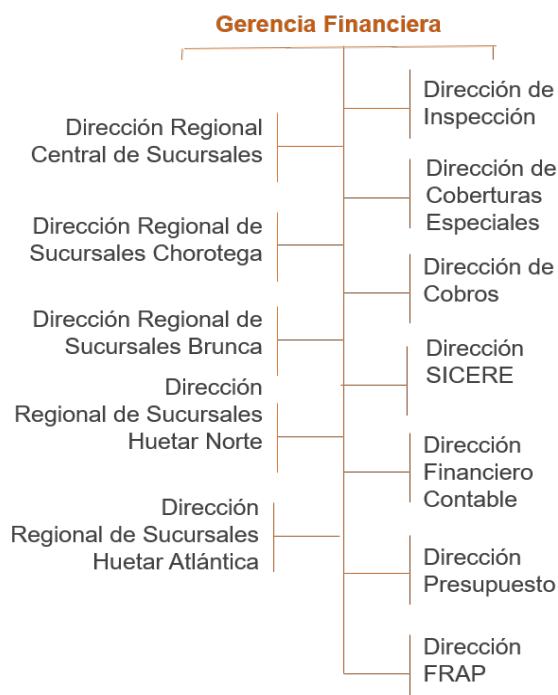 Gerencia Financiera
Dirección Regional
Central de Sucursales
Dirección Regional de
Sucursales Chorotega
Dirección Regional de
Sucursales Brunca
Dirección
Regional de Sucursales
Huetar Norte
Dirección
Regional de Sucursales
Huetar Atlántica
Dirección de
Inspección
Dirección de
Coberturas
Especiales
Dirección de
Cobros
Dirección
SICERE
Dirección
Financiero
Contable
Dirección
Presupuesto
Dirección
FRAP